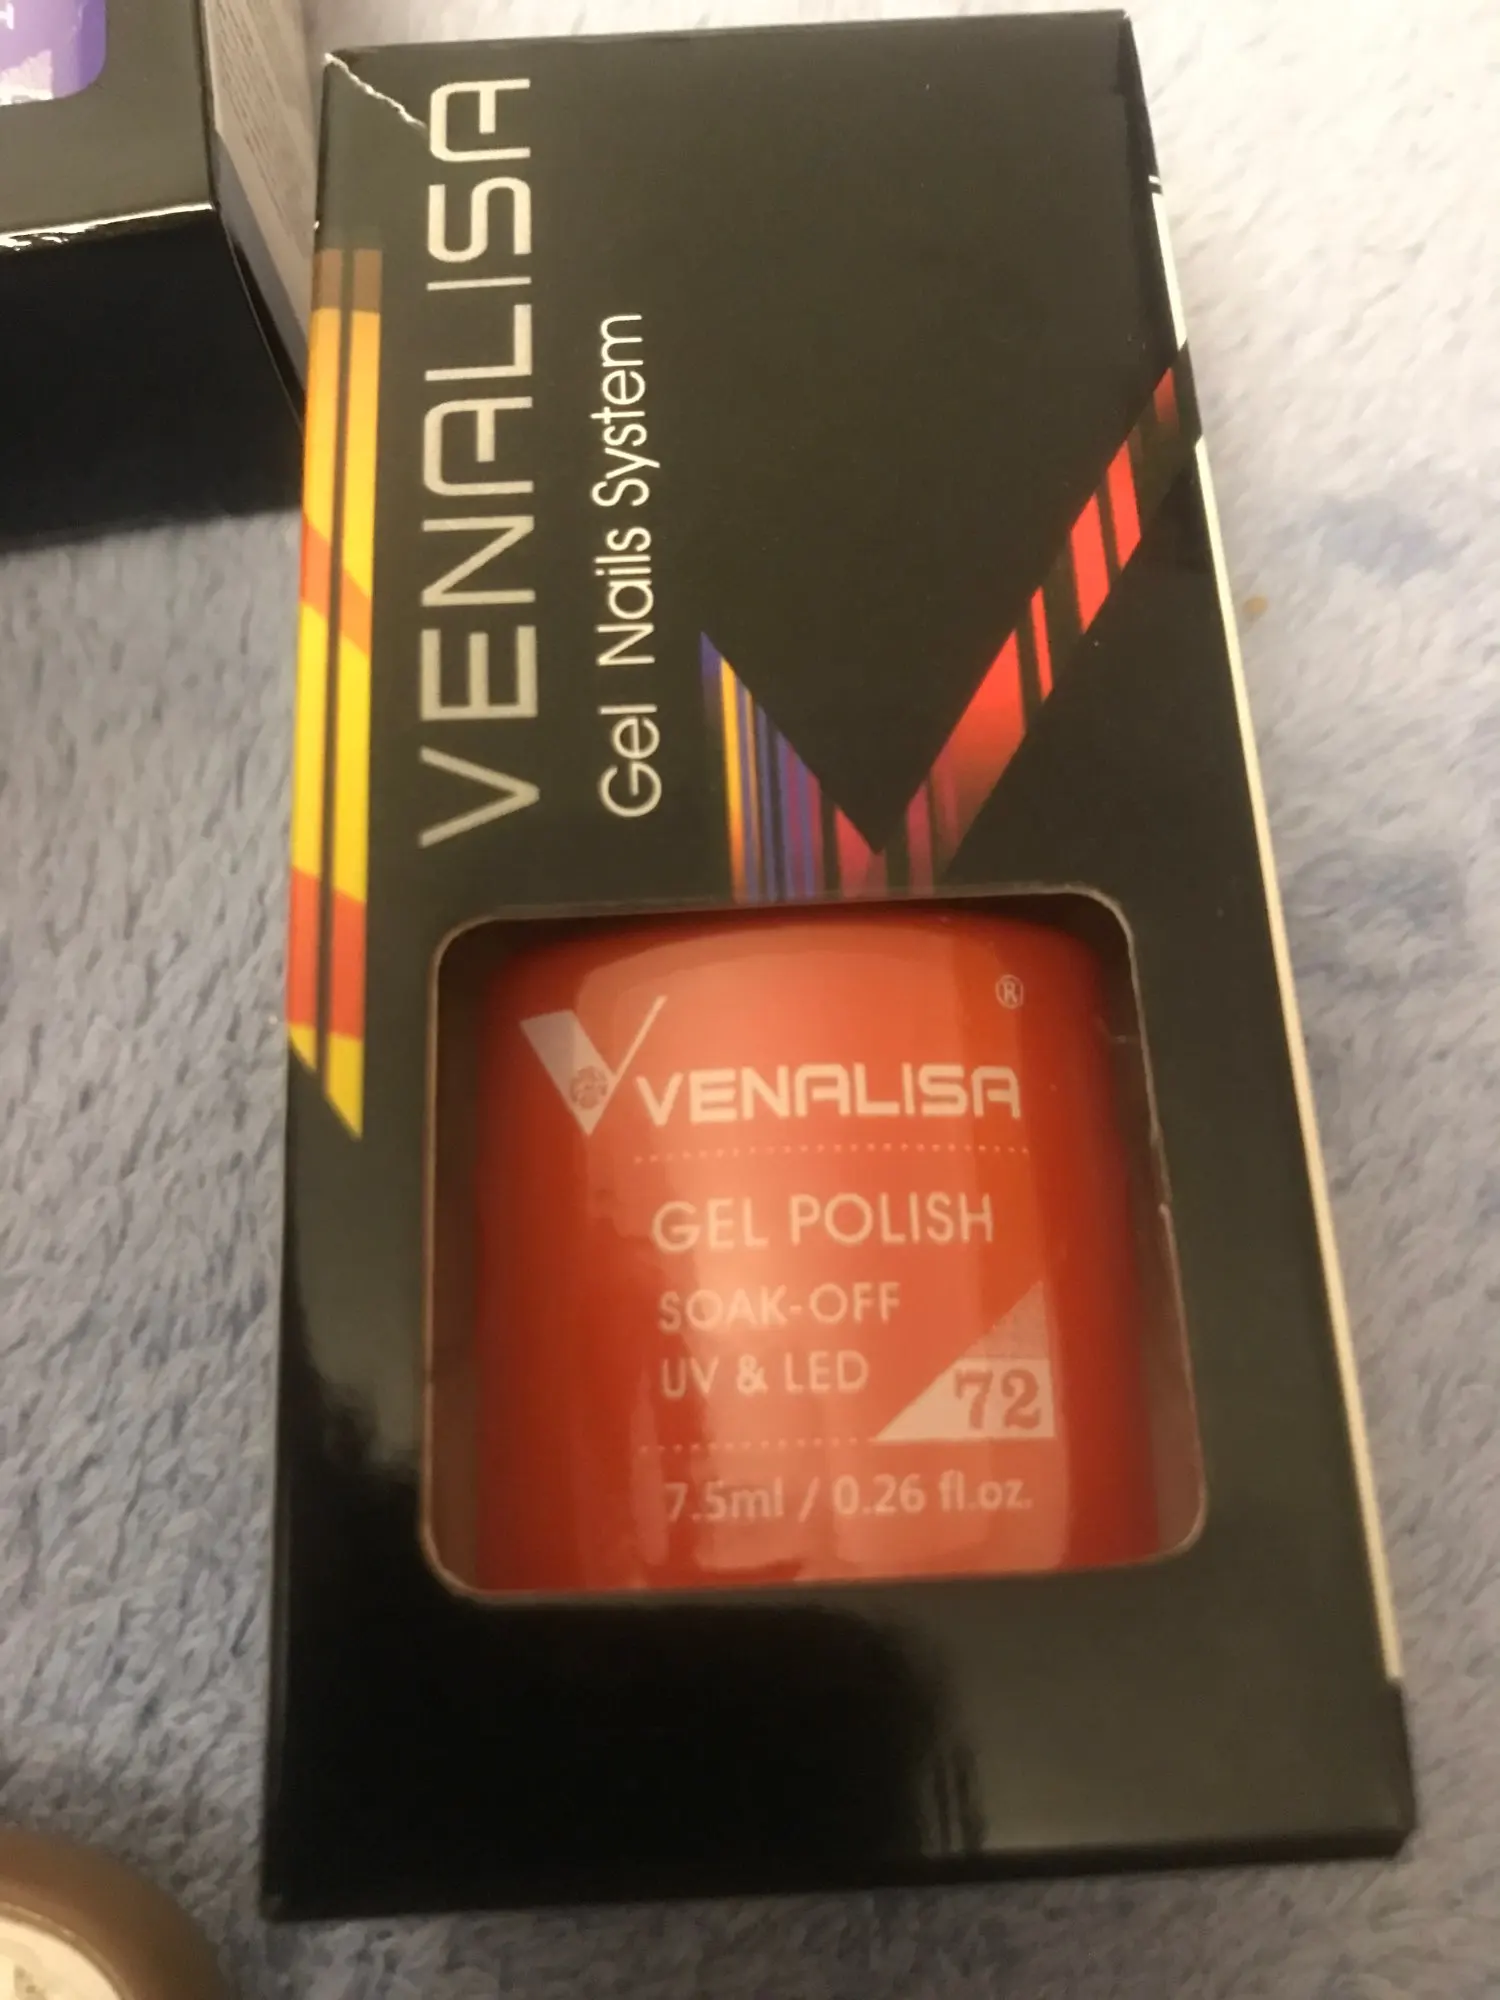 VENALISA
Gel Nails System
VENALISA
®
GEL POLISH
SOAK-OFF
UV & LED
72
7.5ml / 0.26 fl.oz.